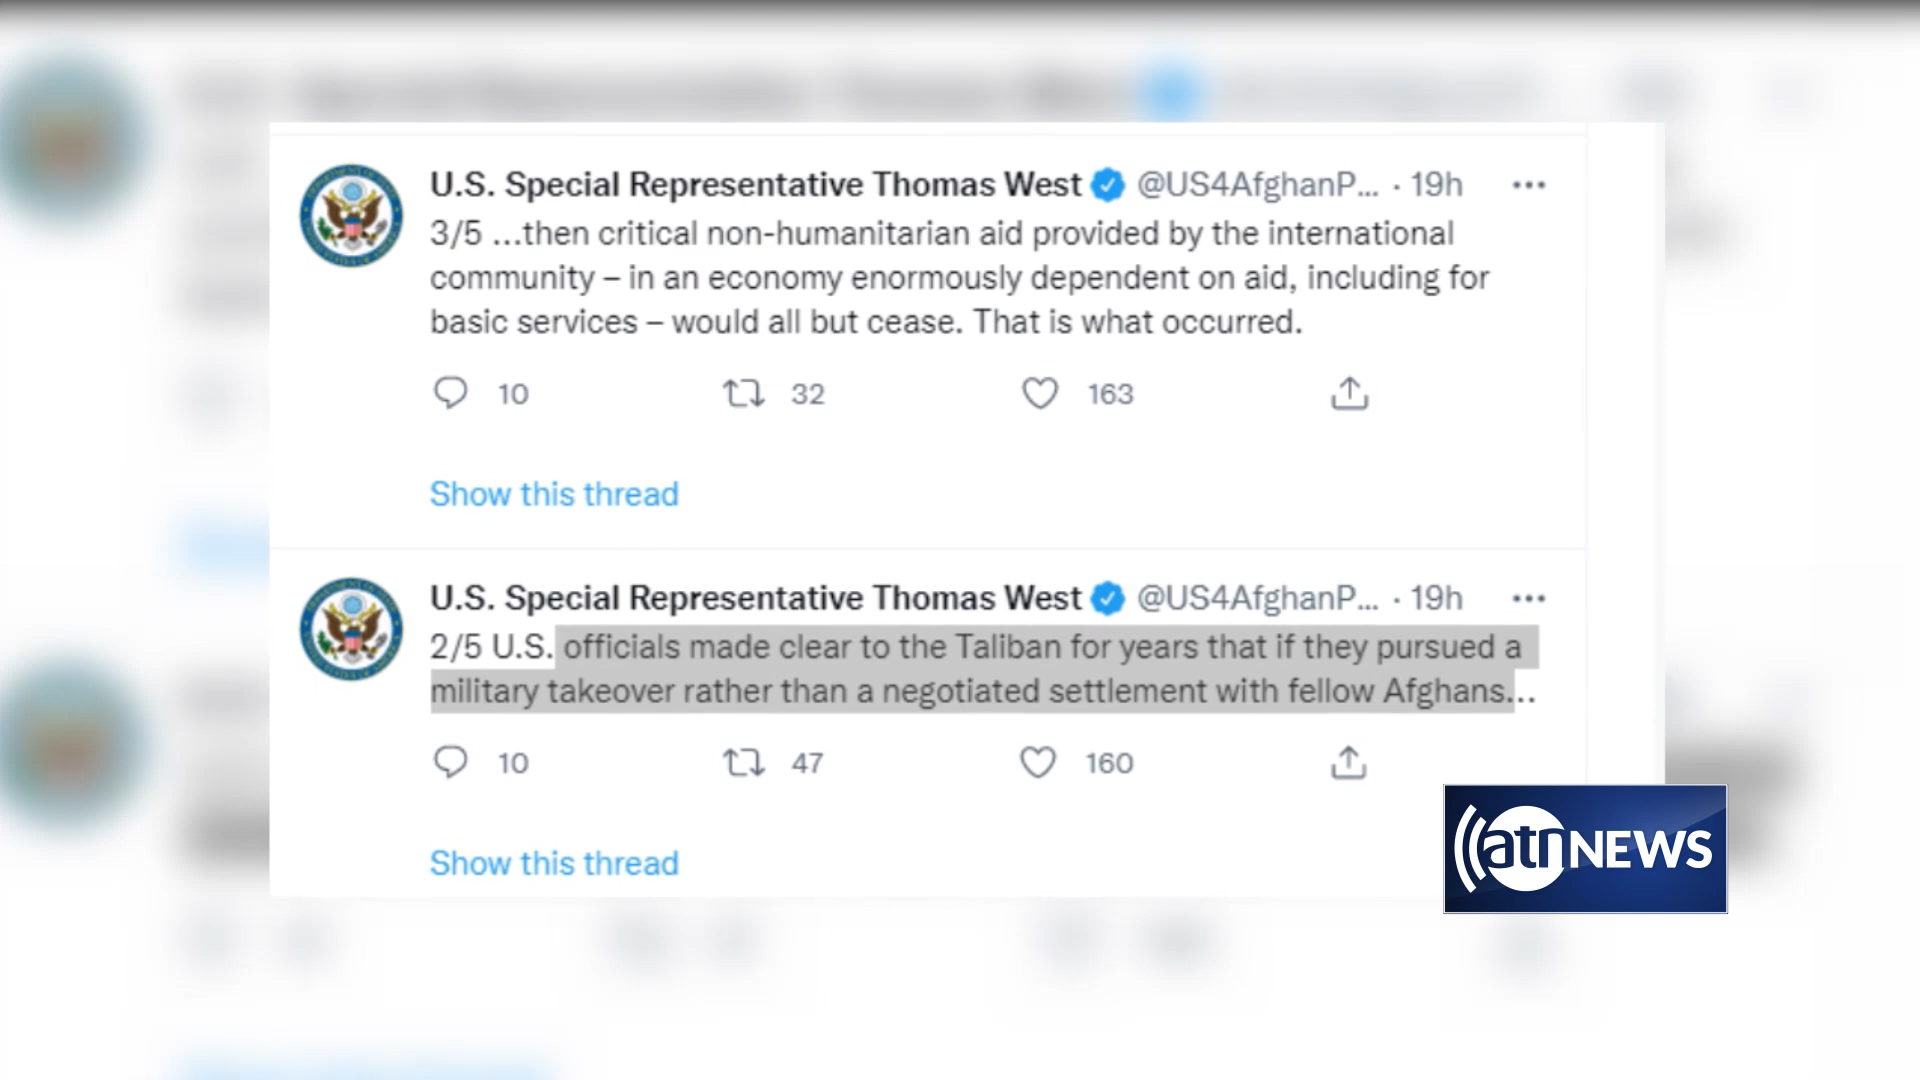 U.S. Special Representative Thomas West @US4AfghanP... · 19h
3/5 ...then critical non-humanitarian aid provided by the international
community – in an economy enormously dependent on aid, including for
basic services – would all but cease. That is what occurred.
10 32 163
Show this thread
U.S. Special Representative Thomas West @US4AfghanP... · 19h
2/5 U.S. officials made clear to the Taliban for years that if they pursued a
military takeover rather than a negotiated settlement with fellow Afghans...
10 47 160
Show this thread
atn NEWS